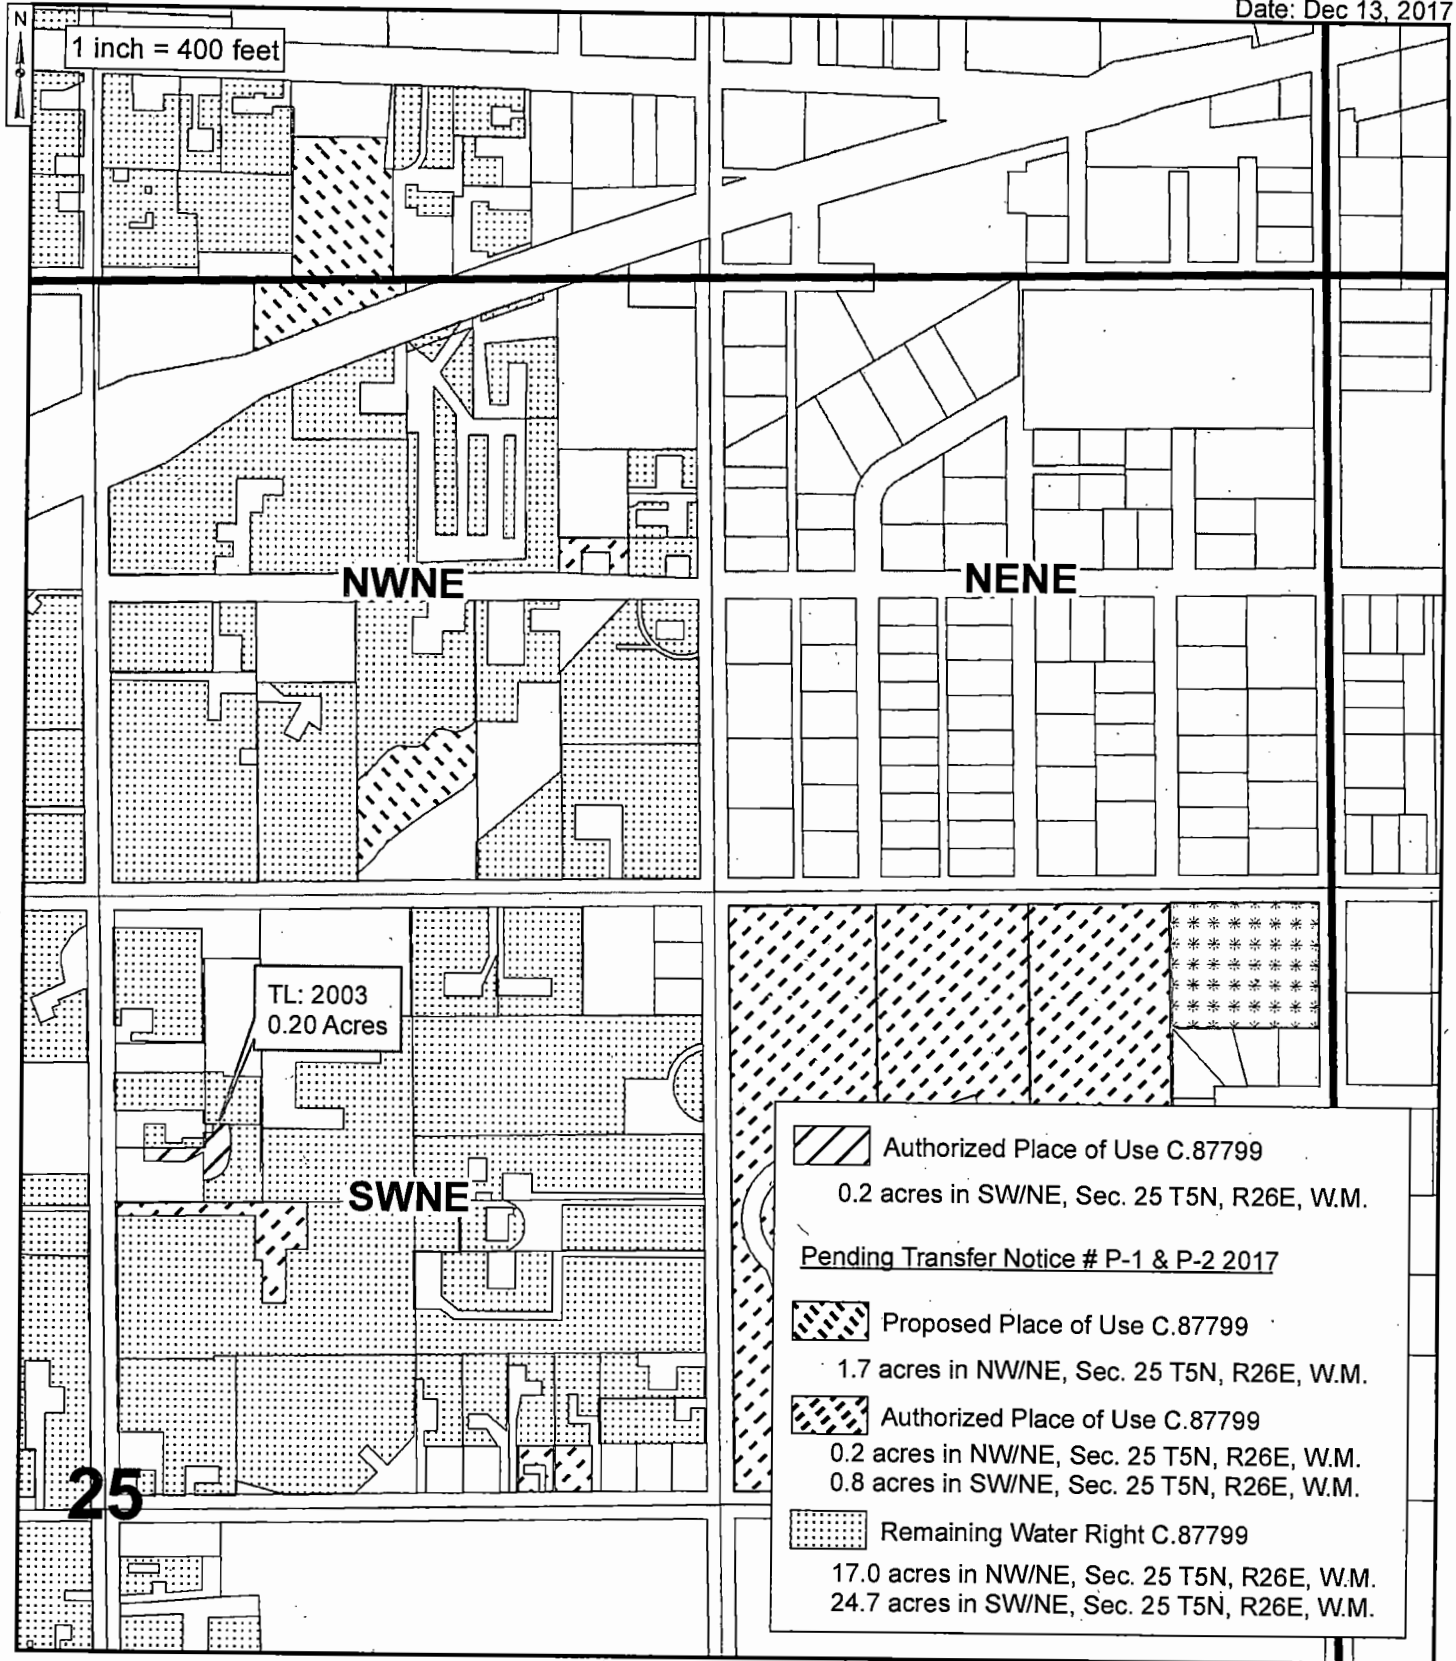 Date: Dec 13, 2017
N
1 inch = 400 feet
NWNE
NENE
TL: 2003
0.20 Acres
SWNE
25
Authorized Place of Use C.87799
0.2 acres in SW/NE, Sec. 25 T5N, R26E, W.M.
Pending Transfer Notice # P-1 & P-2 2017
Proposed Place of Use C.87799
1.7 acres in NW/NE, Sec. 25 T5N, R26E, W.M.
Authorized Place of Use C.87799
0.2 acres in NW/NE, Sec. 25 T5N, R26E, W.M.
0.8 acres in SW/NE, Sec. 25 T5N, R26E, W.M.
Remaining Water Right C.87799
17.0 acres in NW/NE, Sec. 25 T5N, R26E, W.M.
24.7 acres in SW/NE, Sec. 25 T5N, R26E, W.M.